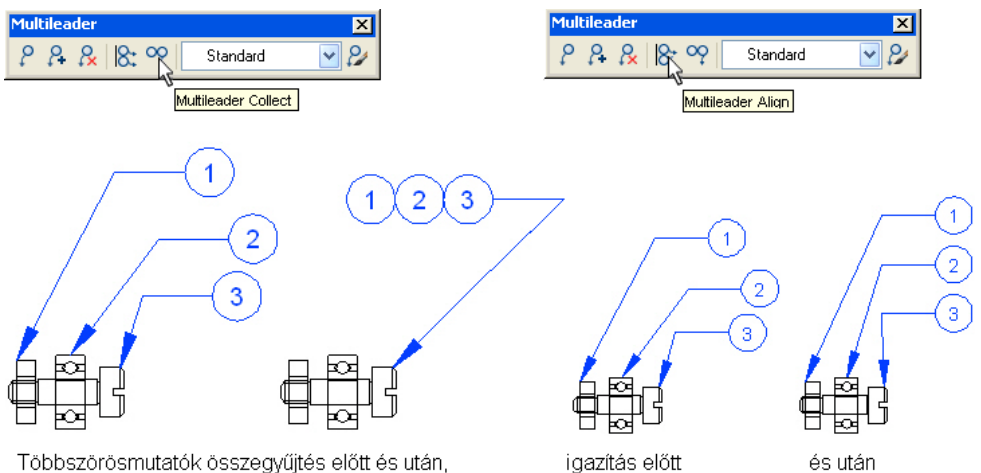 Multileader
Standard
Multileader Collect
Multileader
Standard
Multileader Align
1
2
3
1 2 3
1
2
3
1
2
3
Többszörösmutatók összegyűjtés előtt és után,
igazítás előtt
és után